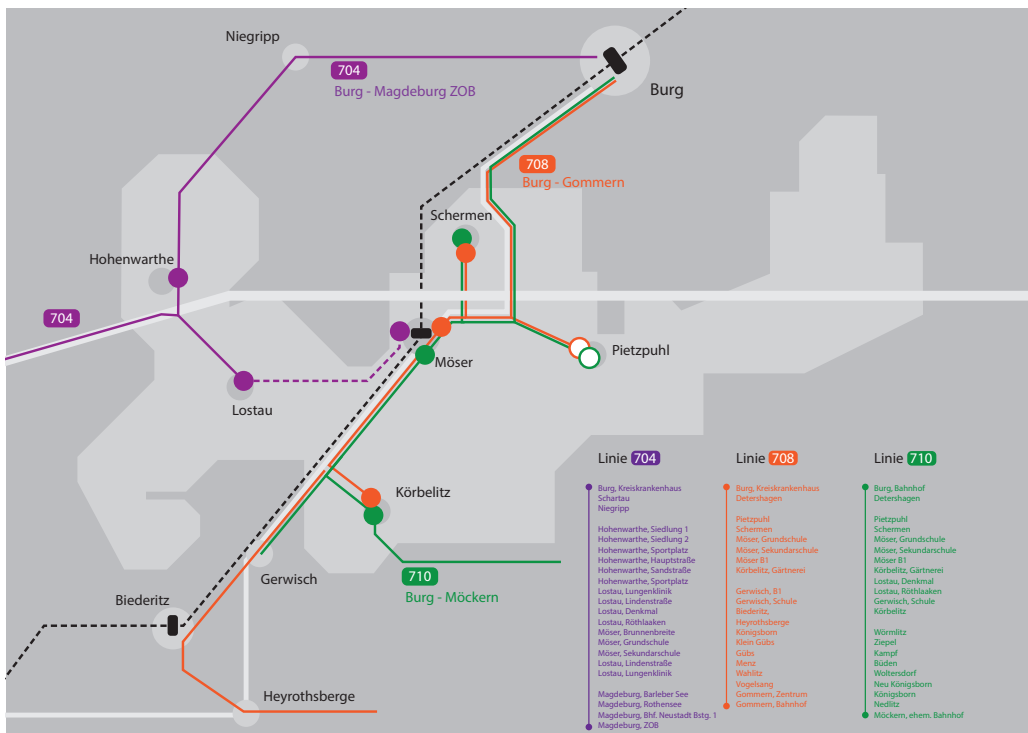 Niegripp
704
Burg - Magdeburg ZOB
Burg
708
Burg - Gommern
Schermen
Hohenwarthe
704
Möser
Pietzpuhl
Lostau
Körbelitz
Gerwisch
710
Burg - Möckern
Biederitz
Heyrothsberge
Linie 704
Burg, Kreiskrankenhaus
Schartau
Niegripp
Hohenwarthe, Siedlung 1
Hohenwarthe, Siedlung 2
Hohenwarthe, Sportplatz
Hohenwarthe, Hauptstraße
Hohenwarthe, Sandstraße
Hohenwarthe, Sportplatz
Lostau, Lungenklinik
Lostau, Lindenstraße
Lostau, Denkmal
Lostau, Röthlaaken
Möser, Brunnenbreite
Möser, Grundschule
Möser, Sekundarschule
Lostau, Lindenstraße
Lostau, Lungenklinik
Magdeburg, Barleber See
Magdeburg, Rothensee
Magdeburg, Bhf. Neustadt Bstg. 1
Magdeburg, ZOB
Linie 708
Burg, Kreiskrankenhaus
Detershagen
Pietzpuhl
Schermen
Möser, Grundschule
Möser, Sekundarschule
Möser B1
Körbelitz, Gärtnerei
Gerwisch, B1
Gerwisch, Schule
Biederitz,
Heyrothsberge
Königsborn
Klein Gübs
Gübs
Menz
Wahlitz
Vogelsang
Gommern, Zentrum
Gommern, Bahnhof
Linie 710
Burg, Bahnhof
Detershagen
Pietzpuhl
Schermen
Möser, Grundschule
Möser, Sekundarschule
Möser B1
Körbelitz, Gärtnerei
Lostau, Denkmal
Lostau, Röthlaaken
Gerwisch, Schule
Körbelitz
Wörmlitz
Ziepel
Kampf
Büden
Woltersdorf
Neu Königsborn
Königsborn
Nedlitz
Möckern, ehem. Bahnhof